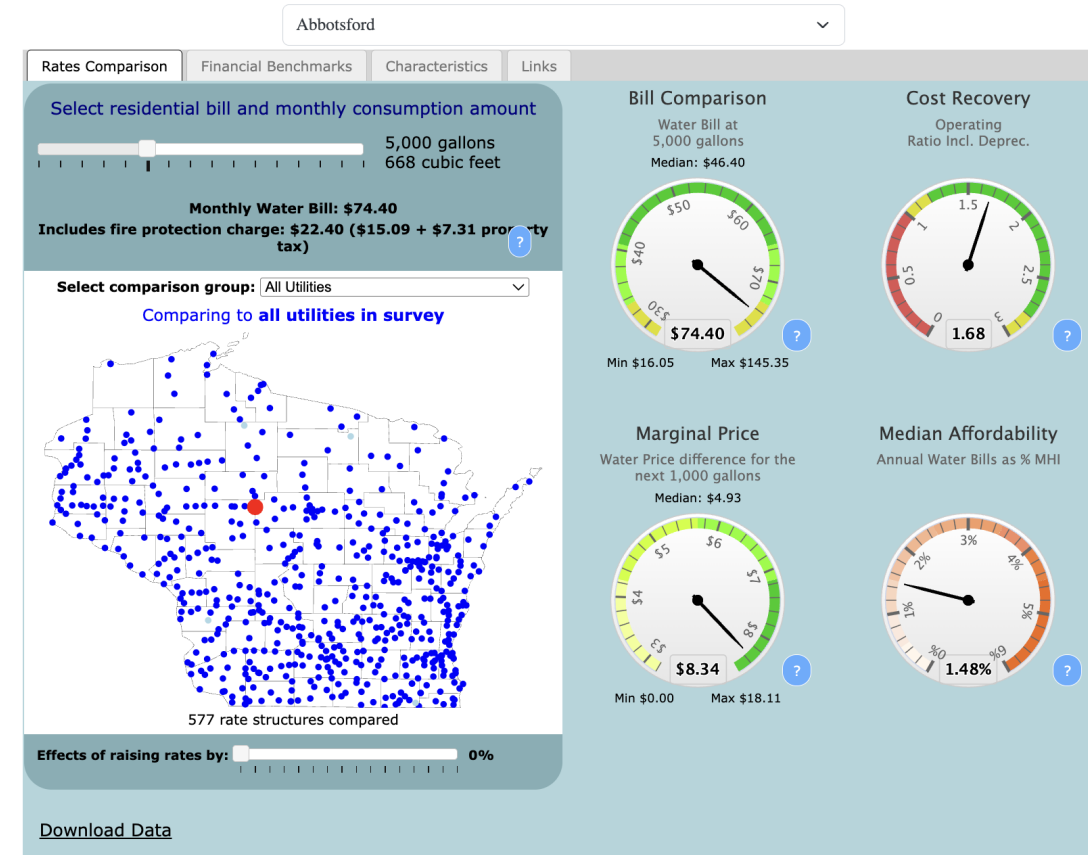 Abbotsford
Rates Comparison
Financial Benchmarks
Characteristics
Links
Select residential bill and monthly consumption amount
5,000 gallons
668 cubic feet
Monthly Water Bill: $74.40
Includes fire protection charge: $22.40 ($15.09 + $7.31 property
tax)
?
Select comparison group:
All Utilities
Comparing to all utilities in survey
577 rate structures compared
Effects of raising rates by:
0%
Download Data
Bill Comparison
Water Bill at
5,000 gallons
Median: $46.40
$30
$40
$50
$60
$70
$74.40
?
Min $16.05
Max $145.35
Cost Recovery
Operating
Ratio Incl. Deprec.
0
0.5
1
1.5
2
2.5
3
1.68
?
Marginal Price
Water Price difference for the
next 1,000 gallons
Median: $4.93
$3
$4
$5
$6
$7
$8
$8.34
?
Min $0.00
Max $18.11
Median Affordability
Annual Water Bills as % MHI
0%
1%
2%
3%
4%
5%
6%
1.48%
?